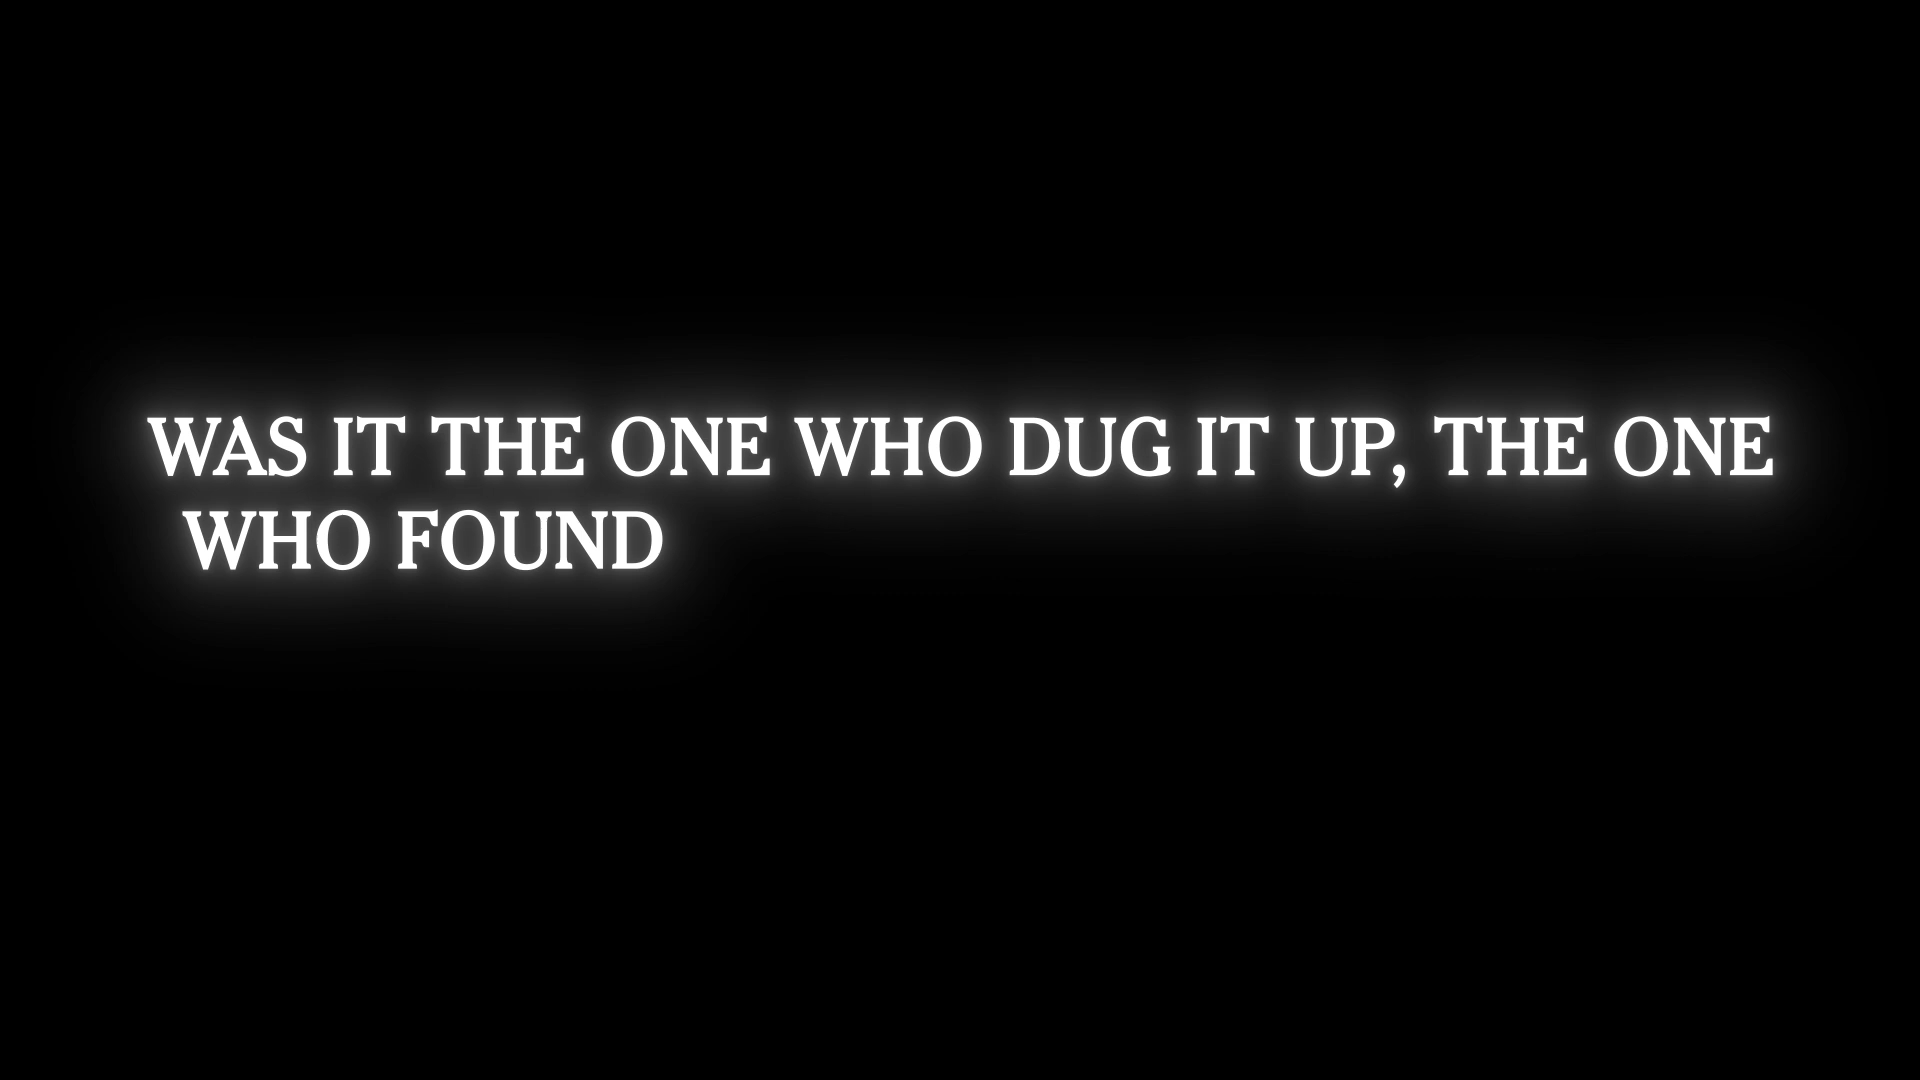 WAS IT THE ONE WHO DUG IT UP, THE ONE
WHO FOUND